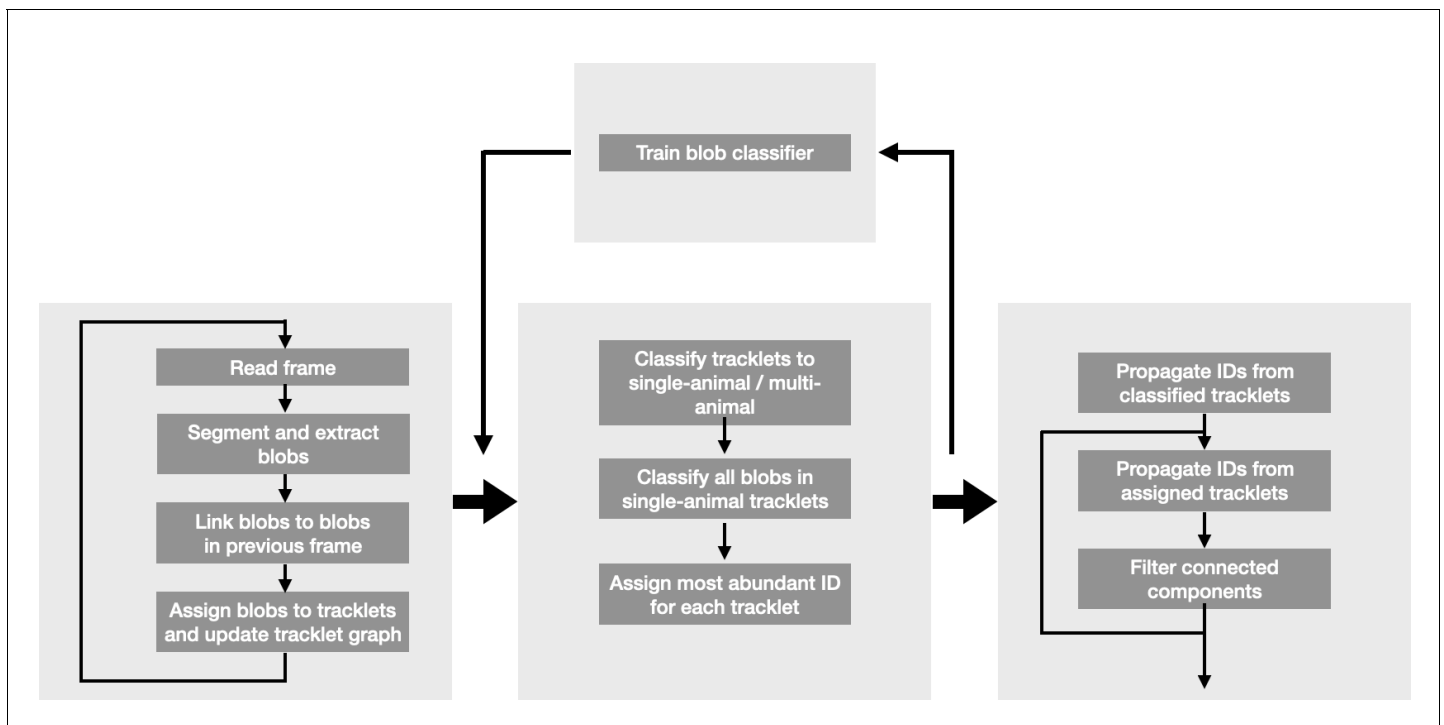 Train blob classifier
Read frame
Segment and extract
blobs
Link blobs to blobs
in previous frame
Assign blobs to tracklets
and update tracklet graph
Classify tracklets to
single-animal / multi-
animal
Classify all blobs in
single-animal tracklets
Assign most abundant ID
for each tracklet
Propagate IDs from
classified tracklets
Propagate IDs from
assigned tracklets
Filter connected
components